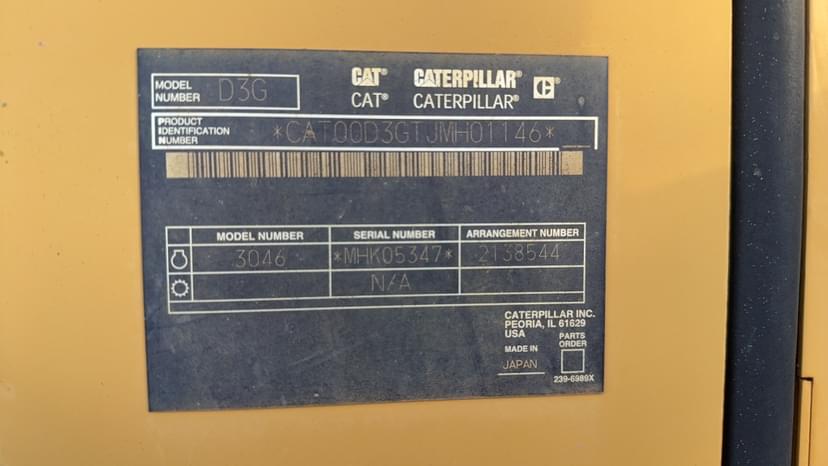 MODEL NUMBER D3G
CAT® CATERPILLAR® C®
CAT® CATERPILLAR®
PRODUCT IDENTIFICATION NUMBER *CAT00D3GTJMH01146*
MODEL NUMBER SERIAL NUMBER ARRANGEMENT NUMBER
3046 *MHK05347* 2138544
N/A
CATERPILLAR INC.
PEORIA, IL 61629
USA
PARTS ORDER
MADE IN
JAPAN
239-6989X